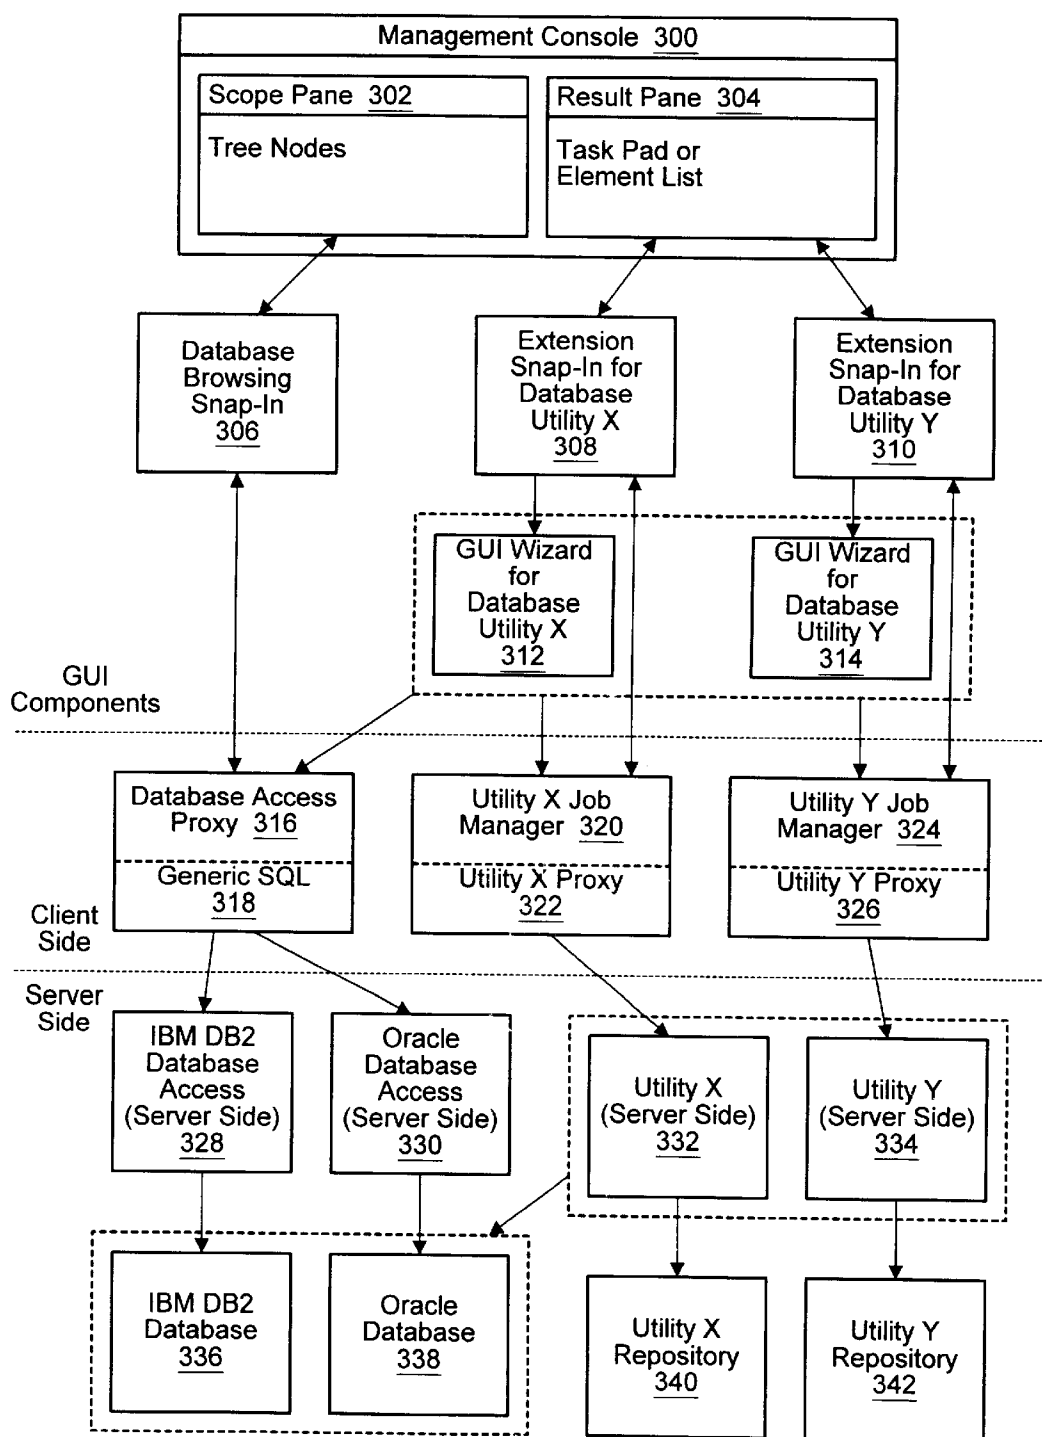 Management Console 300
Scope Pane 302
Result Pane 304
Tree Nodes
Task Pad or
Element List
Database
Browsing
Snap-In
306
Extension
Snap-In for
Database
Utility X
308
Extension
Snap-In for
Database
Utility Y
310
GUI Wizard
for
Database
Utility X
312
GUI Wizard
for
Database
Utility Y
314
GUI
Components
Database Access
Proxy 316
Generic SQL
318
Utility X Job
Manager 320
Utility X Proxy
322
Utility Y Job
Manager 324
Utility Y Proxy
326
Client
Side
Server
Side
IBM DB2
Database
Access
(Server Side)
328
Oracle
Database
Access
(Server Side)
330
Utility X
(Server Side)
332
Utility Y
(Server Side)
334
IBM DB2
Database
336
Oracle
Database
338
Utility X
Repository
340
Utility Y
Repository
342